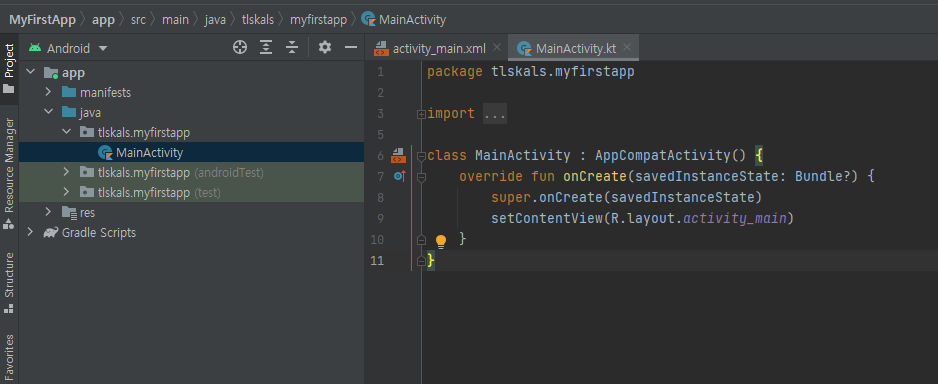 MyFirstApp app src main java tlskals myfirstapp MainActivity
Project
Resource Manager
Structure
Favorites
Android
app
manifests
java
tlskals.myfirstapp
MainActivity
tlskals.myfirstapp (androidTest)
tlskals.myfirstapp (test)
res
Gradle Scripts
activity_main.xml MainActivity.kt
1 package tlskals.myfirstapp
2
3 import ...
5
6 class MainActivity : AppCompatActivity() {
7 override fun onCreate(savedInstanceState: Bundle?) {
8 super.onCreate(savedInstanceState)
9 setContentView(R.layout.activity_main)
10 }
11 }